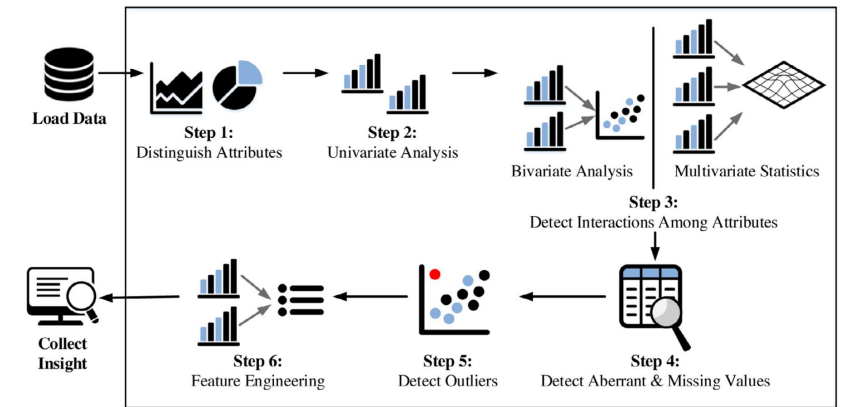 Load Data
Step 1:
Distinguish Attributes
Step 2:
Univariate Analysis
Bivariate Analysis
Multivariate Statistics
Step 3:
Detect Interactions Among Attributes
Step 4:
Detect Aberrant & Missing Values
Step 5:
Detect Outliers
Step 6:
Feature Engineering
Collect
Insight